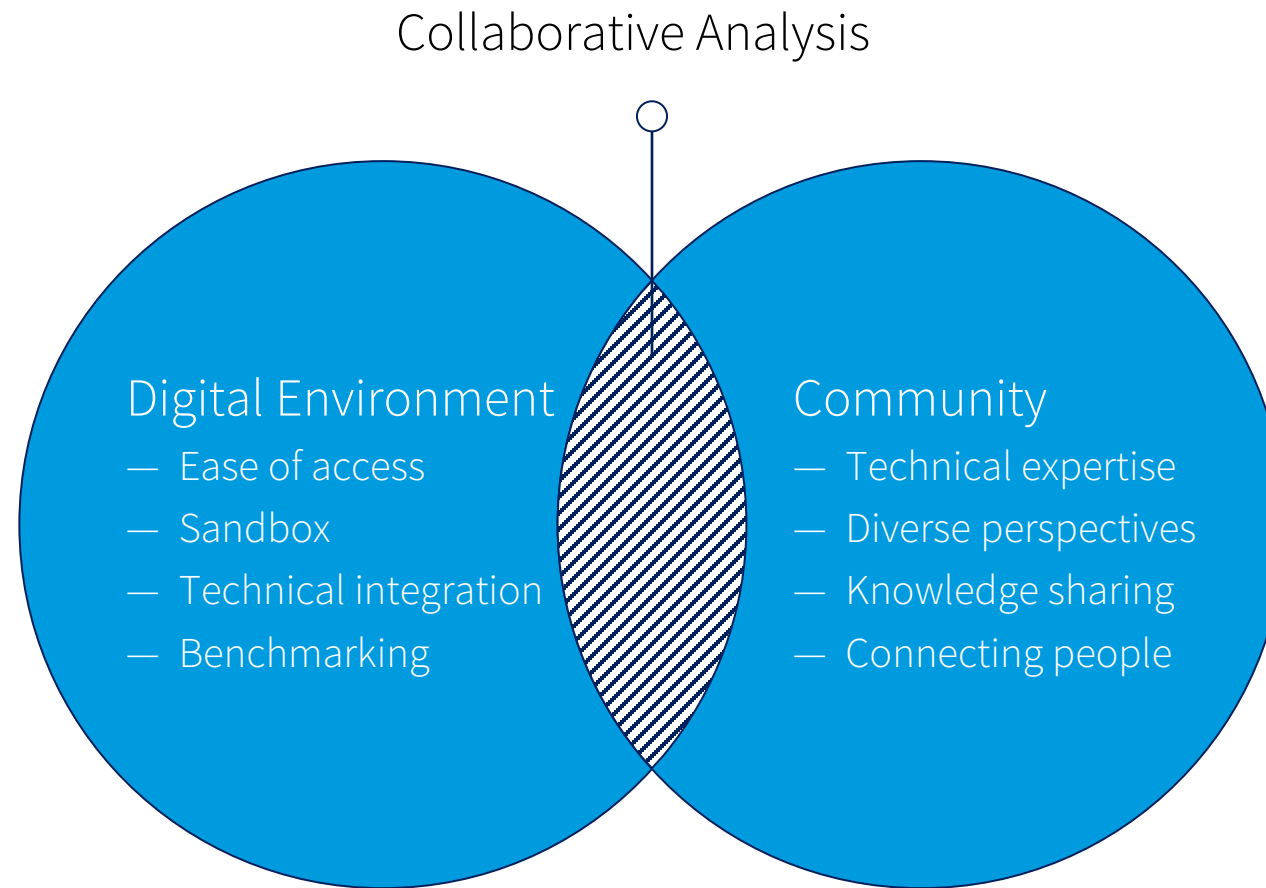 Collaborative Analysis
Digital Environment
— Ease of access
— Sandbox
— Technical integration
— Benchmarking
Community
— Technical expertise
— Diverse perspectives
— Knowledge sharing
— Connecting people